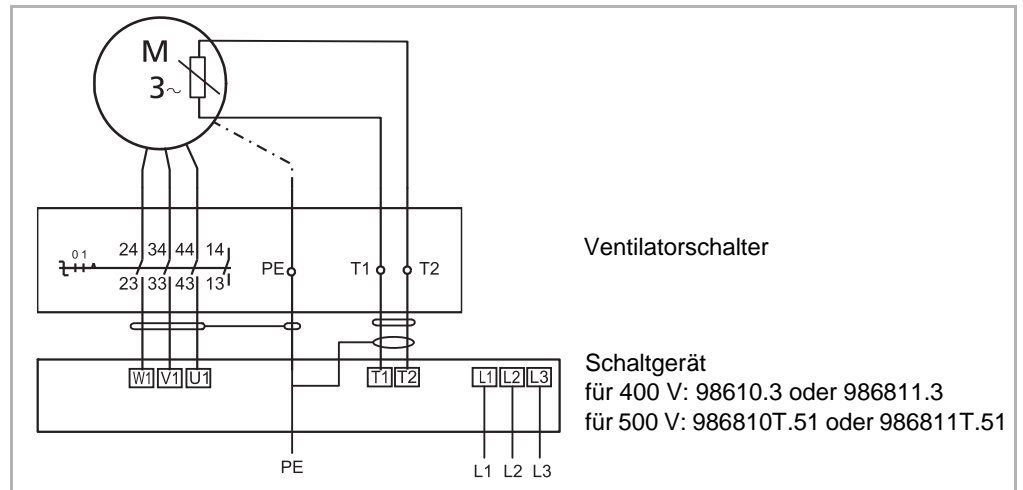 M
3~
0 1
24 34 44 14
23 33 43 13
PE
T1
T2
Ventilatorschalter
W1 V1 U1
T1 T2
L1 L2 L3
Schaltgerät
für 400 V: 98610.3 oder 986811.3
für 500 V: 986810T.51 oder 986811T.51
PE
L1 L2 L3